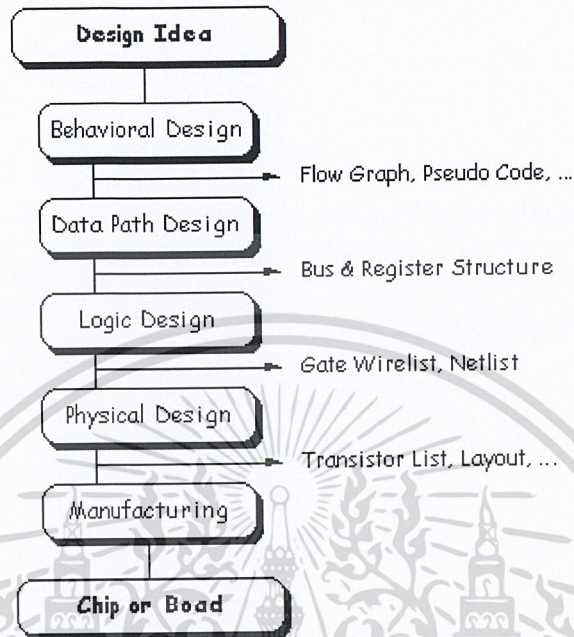 Design Idea
Behavioral Design
Flow Graph, Pseudo Code, ...
Data Path Design
Bus & Register Structure
Logic Design
Gate Wirelist, Netlist
Physical Design
Transistor List, Layout, ...
Manufacturing
Chip or Boad